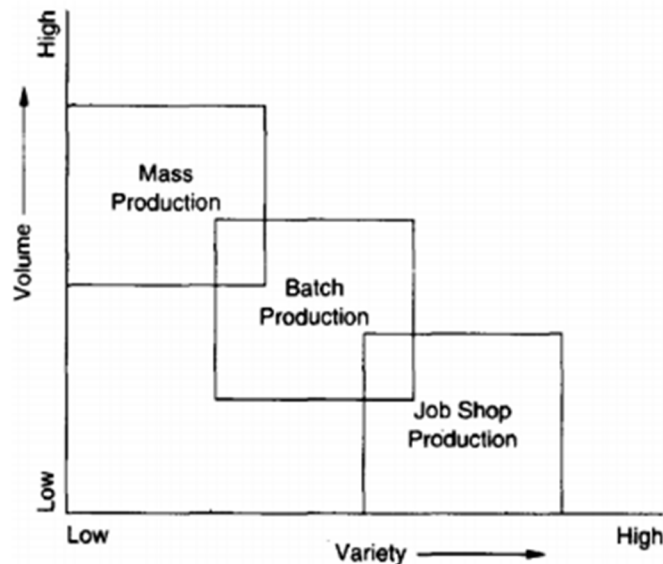 High
Mass
Production
Volume
Batch
Production
Job Shop
Production
Low
Low
High
Variety